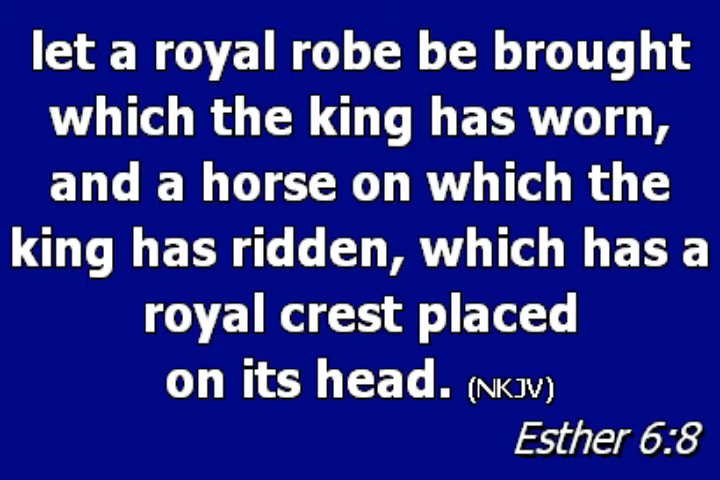 let a royal robe be brought
which the king has worn,
and a horse on which the
king has ridden, which has a
royal crest placed
on its head. (NKJV)
Esther 6:8